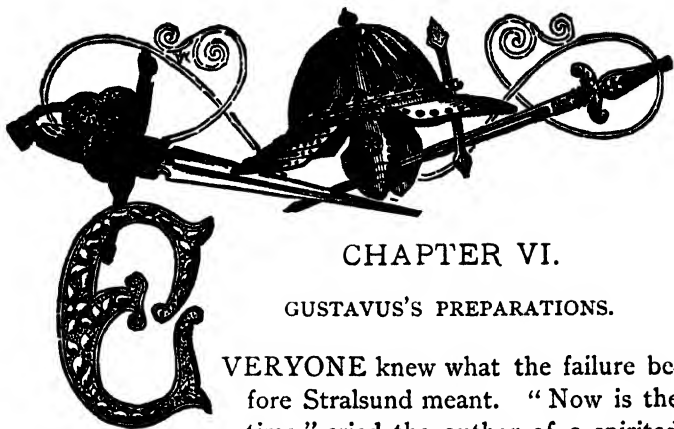 CHAPTER VI.
GUSTAVUS'S PREPARATIONS.
EVERYONE knew what the failure be-
fore Stralsund meant. “Now is the
time,” cried the author of a spirited